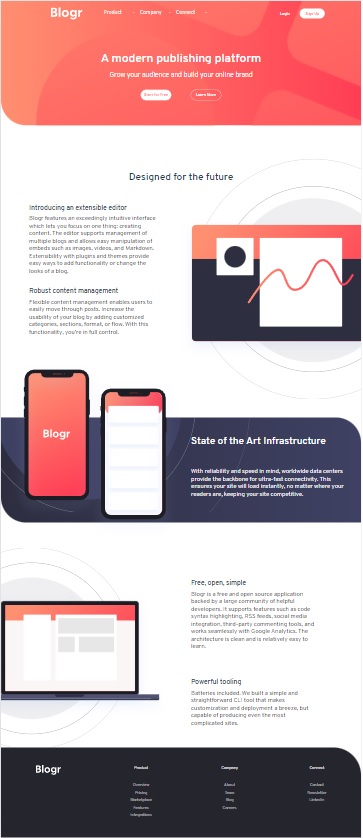 Blogr
Product
Company
Connect
Login
Sign Up
A modern publishing platform
Grow your audience and build your online brand
Start for Free
Learn More
Designed for the future
Introducing an extensible editor
Blogr features an exceedingly intuitive interface
which lets you focus on one thing: creating
content. The editor supports management of
multiple blogs and allows easy manipulation of
embeds such as images, videos, and Markdown.
Extensibility with plugins and themes provide
easy ways to add functionality or change the
looks of a blog.
Robust content management
Flexible content management enables users to
easily move through posts. Increase the
usability of your blog by adding customized
categories, sections, format, or flow. With this
functionality, you're in full control.
Blogr
State of the Art Infrastructure
With reliability and speed in mind, worldwide data centers
provide the backbone for ultra-fast connectivity. This
ensures your site will load instantly, no matter where your
readers are, keeping your site competitive.
Free, open, simple
Blogr is a free and open source application
backed by a large community of helpful
developers. It supports features such as code
syntax highlighting, RSS feeds, social media
integration, third-party commenting tools, and
works seamlessly with Google Analytics. The
architecture is clean and is relatively easy to
learn.
Powerful tooling
Batteries included. We built a simple and
straightforward CLI tool that makes
customization and deployment a breeze, but
capable of producing even the most
complicated sites.
Blogr
Product
Overview
Pricing
Marketplace
Features
Integrations
Company
About
Team
Blog
Careers
Connect
Contact
Newsletter
LinkedIn